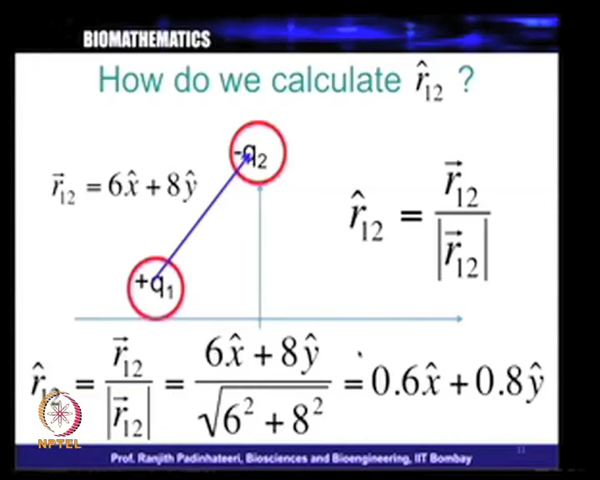 BIOMATHEMATICS
How do we calculate r̂₁₂ ?
-q₂
r⃗₁₂ = 6x̂ + 8ŷ
r̂₁₂ = r⃗₁₂ / |r⃗₁₂|
+q₁
r̂₁₂ = r⃗₁₂ / |r⃗₁₂| = (6x̂ + 8ŷ) / √(6² + 8²) = 0.6x̂ + 0.8ŷ
NPTEL
Prof. Ranjith Padinhateeri, Biosciences and Bioengineering, IIT Bombay
11